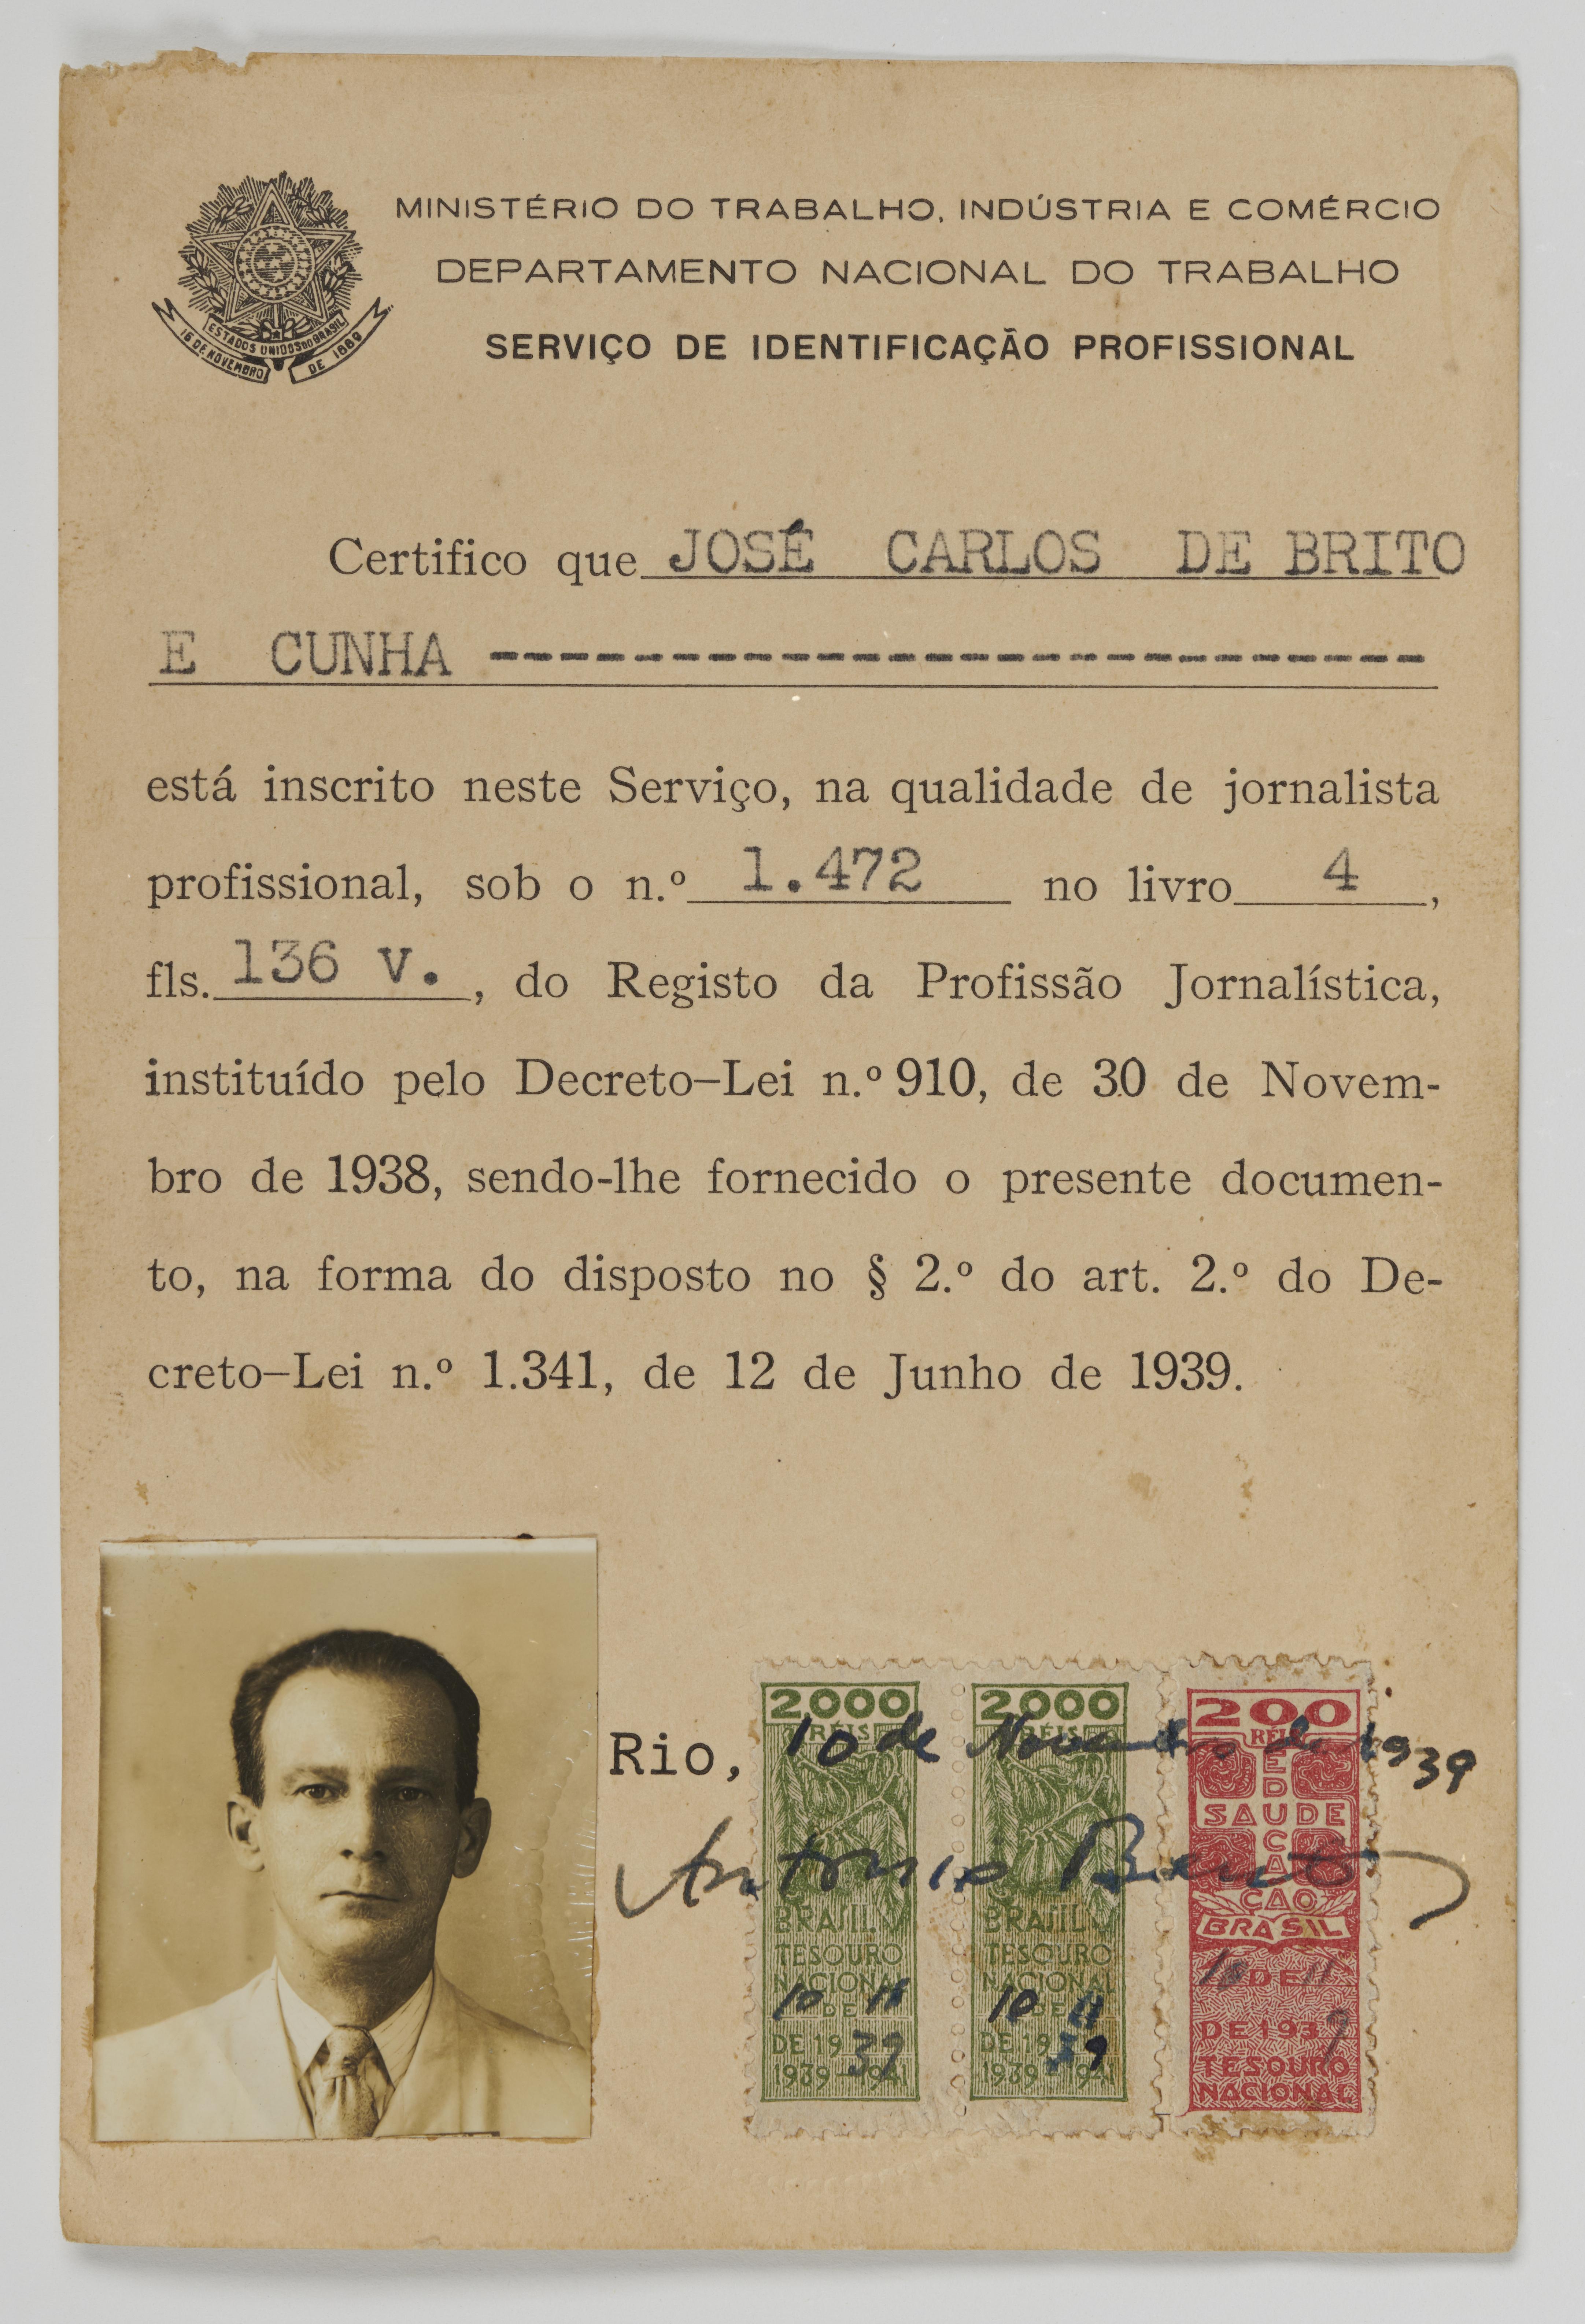 MINISTÉRIO DO TRABALHO, INDÚSTRIA E COMÉRCIO
DEPARTAMENTO NACIONAL DO TRABALHO
SERVIÇO DE IDENTIFICAÇÃO PROFISSIONAL
ESTADOS UNIDOS DO BRASIL
15 DE NOVEMBRO DE 1889
Certifico que JOSÉ CARLOS DE BRITO
E CUNHA --------------------------
está inscrito neste Serviço, na qualidade de jornalista
profissional, sob o n.º 1.472 no livro 4,
fls. 136 V., do Registo da Profissão Jornalística,
instituído pelo Decreto-Lei n.º 910, de 30 de Novem-
bro de 1938, sendo-lhe fornecido o presente documen-
to, na forma do disposto no § 2.º do art. 2.º do De-
creto-Lei n.º 1.341, de 12 de Junho de 1939.
Rio, 10 de Novembro de 1939
Antonio
2000
RÉIS
BRASIL
TESOURO
NACIONAL
10 DE 11
DE 1939
1939-1941
2000
RÉIS
BRASIL
TESOURO
NACIONAL
10 DE 11
DE 1939
1939-1941
200
RÉIS
EDUCAÇÃO
SAUDE
BRASIL
10 DE 11
DE 1939
TESOURO
NACIONAL